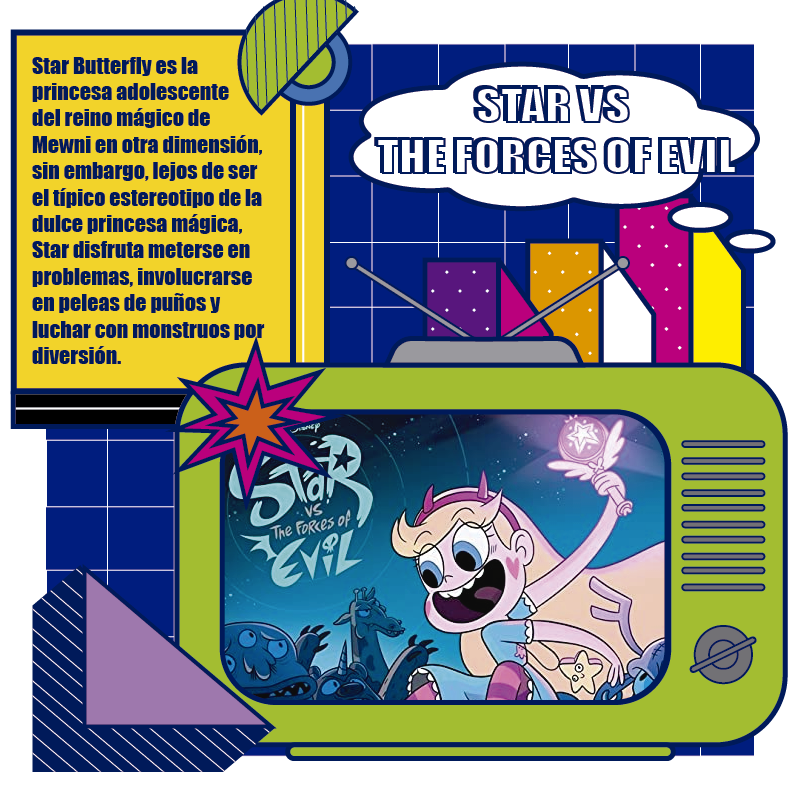 Star Butterfly es la
princesa adolescente
del reino mágico de
Mewni en otra dimensión,
sin embargo, lejos de ser
el típico estereotipo de la
dulce princesa mágica,
Star disfruta meterse en
problemas, involucrarse
en peleas de puños y
luchar con monstruos por
diversión.
STAR VS
THE FORCES OF EVIL
DISNEY
STAR
VS
The FoRces of
EViL